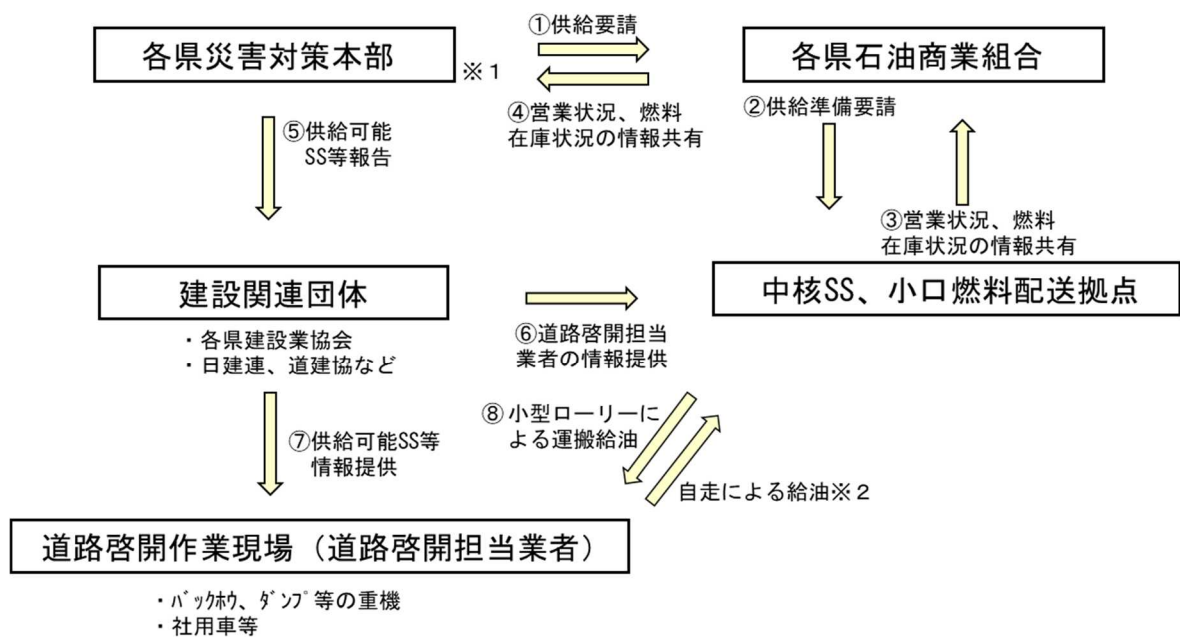 ①供給要請
各県災害対策本部
※１
各県石油商業組合
④営業状況、燃料
在庫状況の情報共有
②供給準備要請
⑤供給可能
SS等報告
③営業状況、燃料
在庫状況の情報共有
建設関連団体
中核SS、小口燃料配送拠点
・各県建設業協会
・日建連、道建協など
⑥道路啓開担当
業者の情報提供
⑦供給可能SS等
情報提供
⑧小型ローリーに
よる運搬給油
自走による給油※２
道路啓開作業現場（道路啓開担当業者）
・ﾊﾞｯｸﾎｳ、ﾀﾞﾝﾌﾟ等の重機
・社用車等